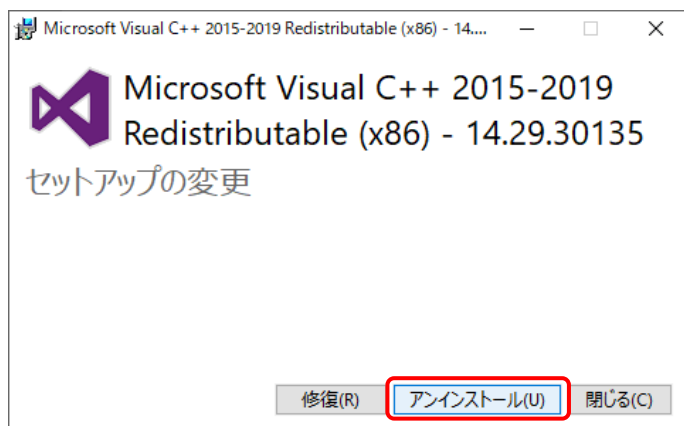 Microsoft Visual C++ 2015-2019 Redistributable (x86) - 14....
Microsoft Visual C++ 2015-2019
Redistributable (x86) - 14.29.30135
セットアップの変更
修復(R) アンインストール(U) 閉じる(C)